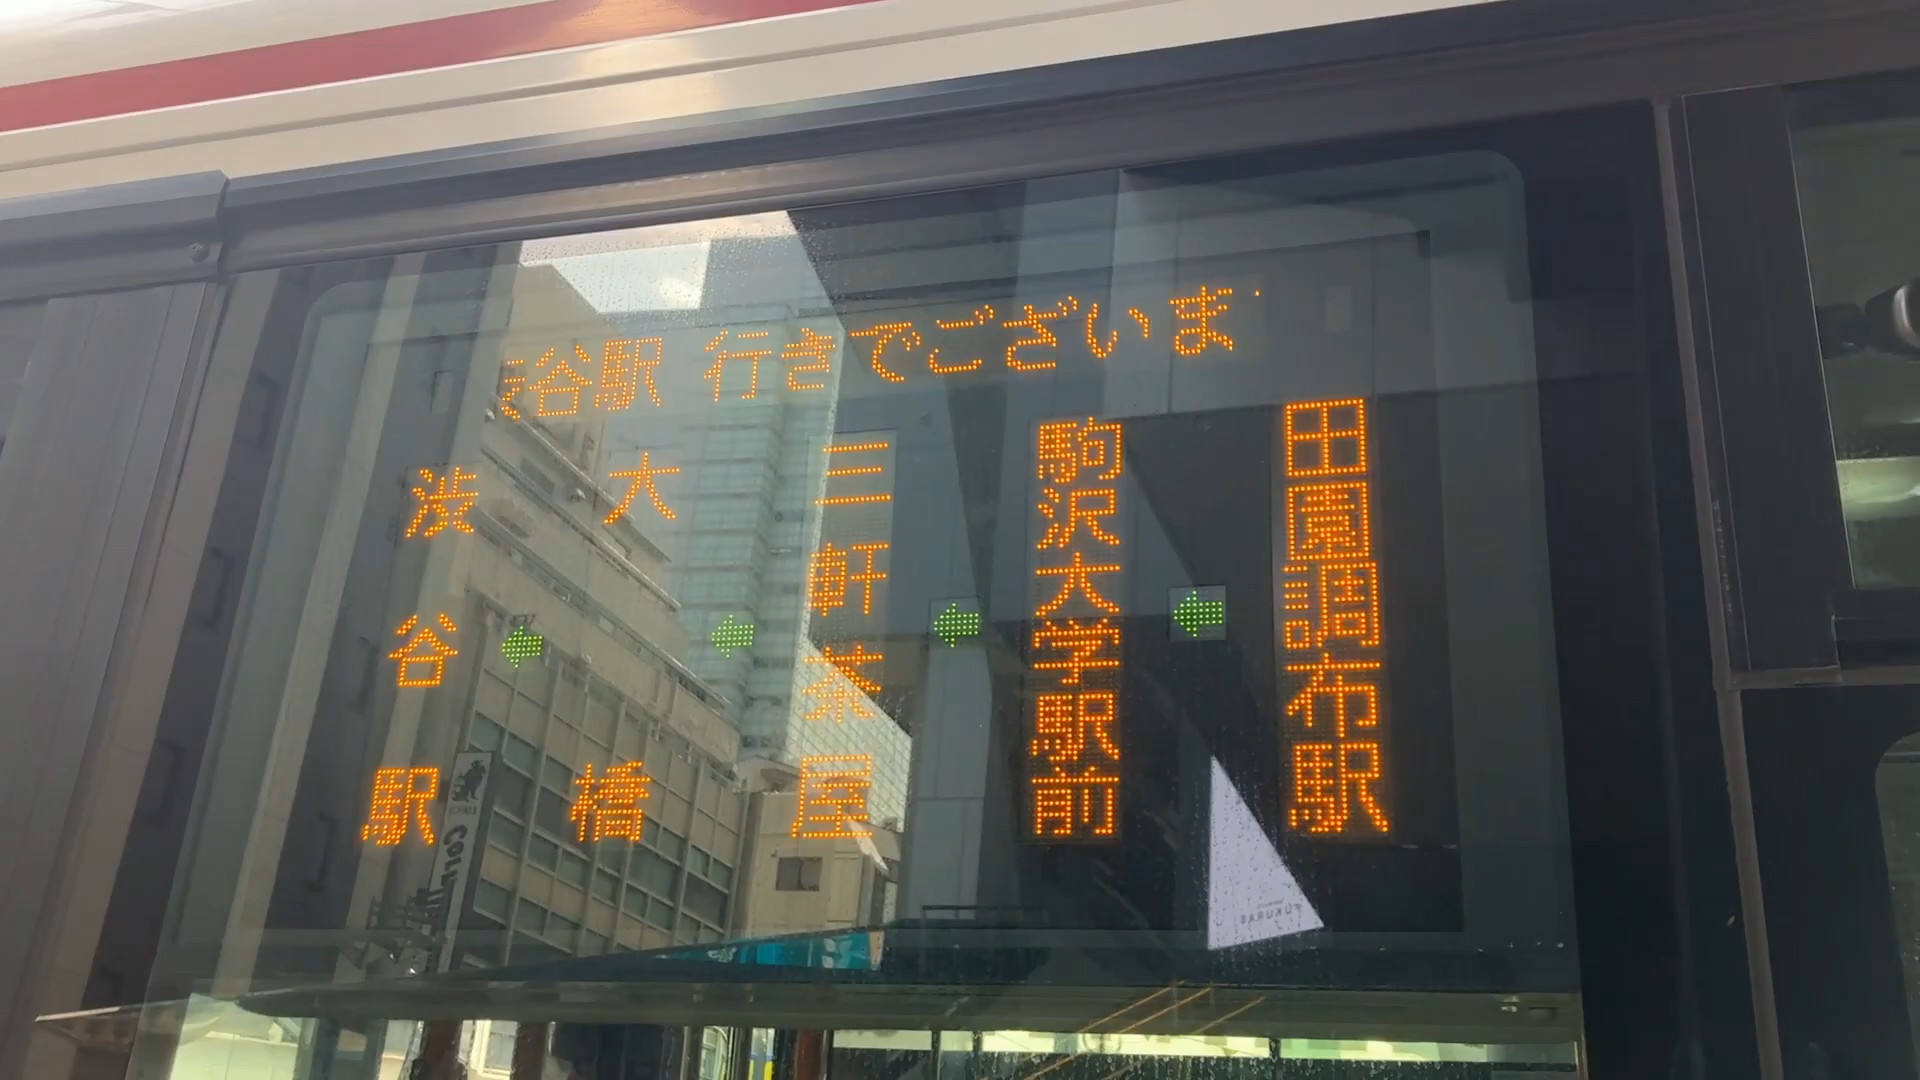 谷駅 行きでございま
田園調布駅
駒沢大学駅前
三軒茶屋
大橋
渋谷駅